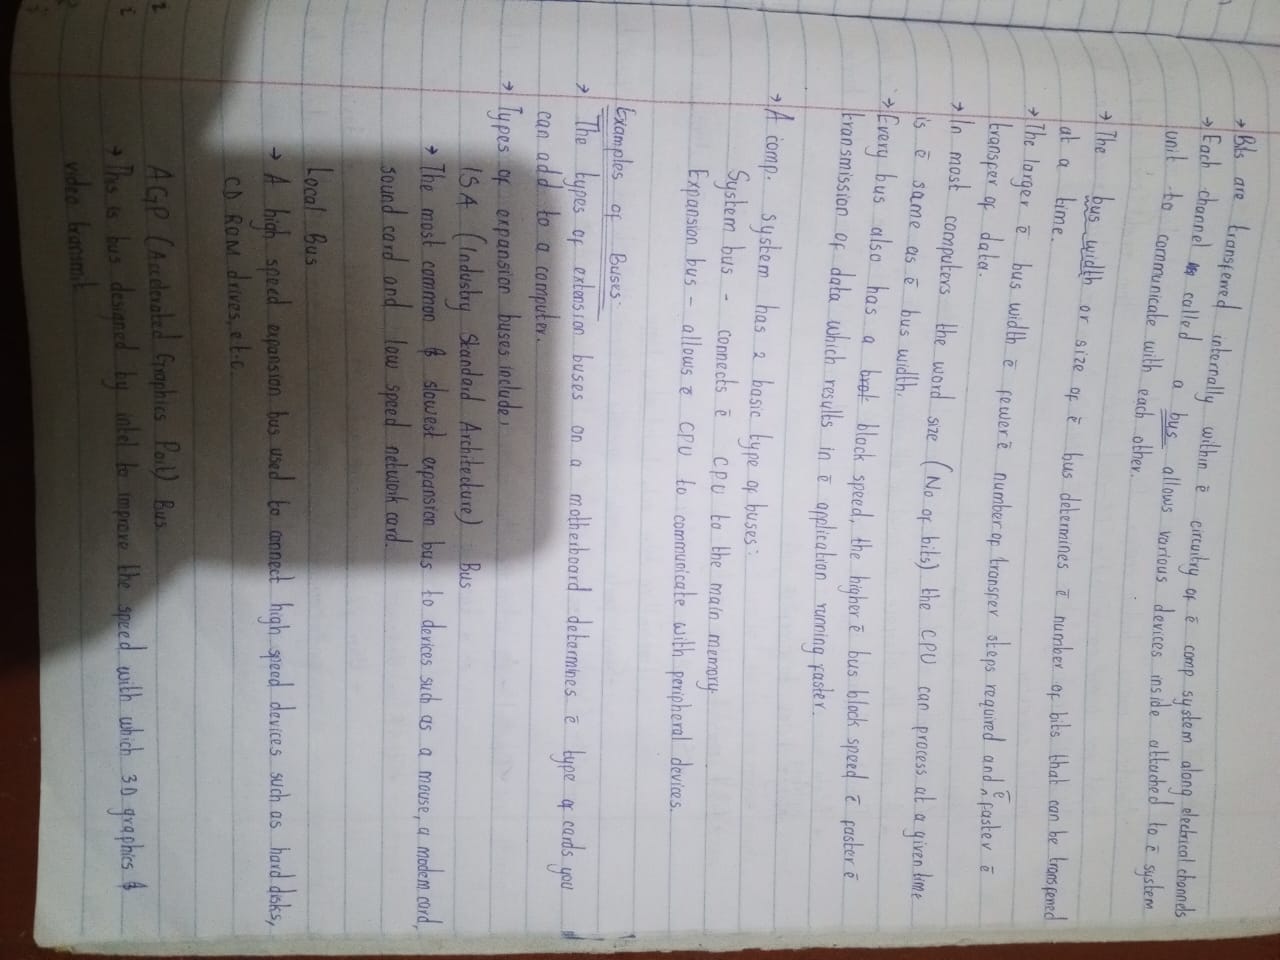 → Bits are transferred internally within ē circuitry of ē comp system along electrical channels
→ Each channel called a bus allows various devices inside attached to ē system
unit to communicate with each other.
→ The bus width or size of ē bus determines ē number of bits that can be transfened
at a time.
→ The larger ē bus width ē fewer ē number of transfer steps required and ē faster ē
transfer of data.
→ In most computers the word size (No of bits) the CPU can process at a given time
is ē same as ē bus width.
→ Every bus also has a block speed, the higher ē bus block speed ē faster ē
transmission of data which results in ē application running faster.
→ A comp. system has 2 basic type of buses:
System bus - connects ē CPU to the main memory
Expansion bus - allows ē CPU to communicate with peripheral devices.
Examples of Buses:
→ The types of extension buses on a motherboard determines ē type of cards you
can add to a computer.
→ Types of expansion buses include,
ISA (Industry Standard Architecture) Bus
→ The most common & slowest expansion bus to devices such as a mouse, a modem card,
sound card and low speed network card.
Local Bus
→ A high speed expansion bus used to connect high speed devices such as hard disks,
CD ROM drives, e.t.c.
AGP (Accelerated Graphics Port) Bus
→ This is bus designed by intel to improve the speed with which 3D graphics &
video transmit